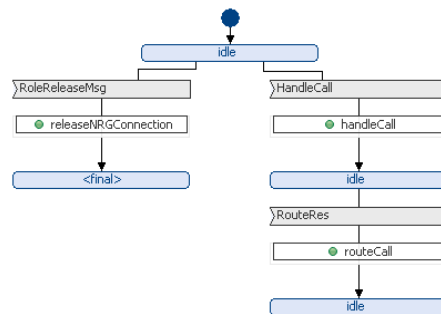 idle
RoleReleaseMsg
HandleCall
releaseNRGConnection
handleCall
<final>
idle
RouteRes
routeCall
idle